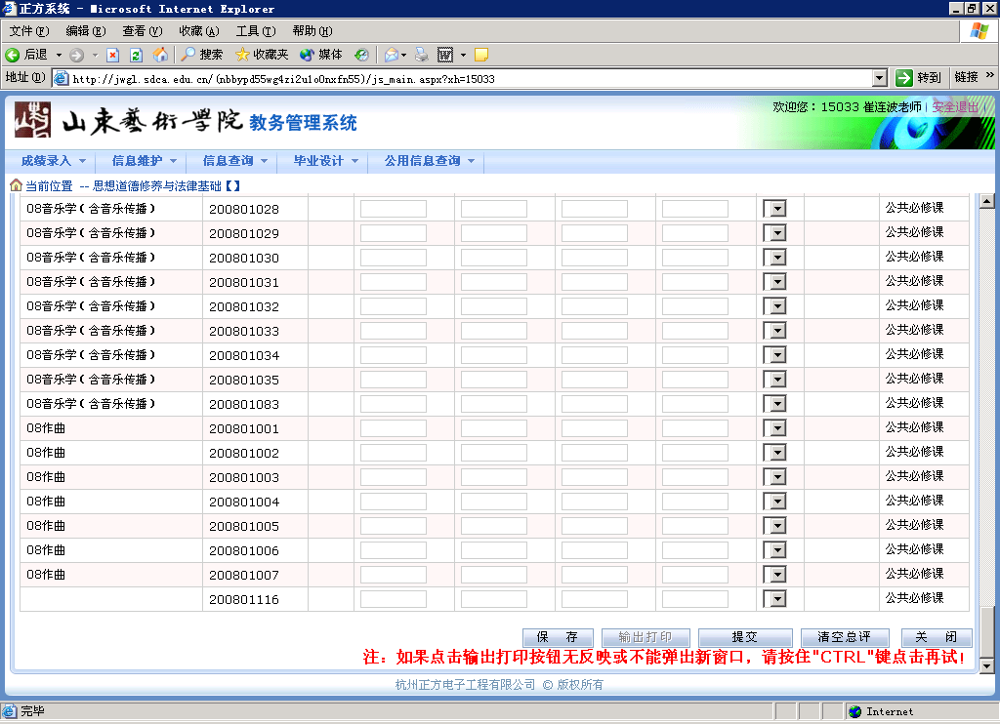 正方系统 - Microsoft Internet Explorer
文件(F) 编辑(E) 查看(V) 收藏(A) 工具(T) 帮助(H)
后退 搜索 收藏夹 媒体
地址(D) http://jwgl.sdca.edu.cn/(nbbypd55wg4zi2ulo0nxfn55)/js_main.aspx?xh=15033 转到 链接 »
山东艺术学院 教务管理系统 欢迎您：15033 崔连波老师 安全退出
成绩录入 信息维护 信息查询 毕业设计 公用信息查询
当前位置 -- 思想道德修养与法律基础【】
08音乐学(含音乐传播) 200801028 公共必修课
08音乐学(含音乐传播) 200801029 公共必修课
08音乐学(含音乐传播) 200801030 公共必修课
08音乐学(含音乐传播) 200801031 公共必修课
08音乐学(含音乐传播) 200801032 公共必修课
08音乐学(含音乐传播) 200801033 公共必修课
08音乐学(含音乐传播) 200801034 公共必修课
08音乐学(含音乐传播) 200801035 公共必修课
08音乐学(含音乐传播) 200801083 公共必修课
08作曲 200801001 公共必修课
08作曲 200801002 公共必修课
08作曲 200801003 公共必修课
08作曲 200801004 公共必修课
08作曲 200801005 公共必修课
08作曲 200801006 公共必修课
08作曲 200801007 公共必修课
200801116 公共必修课
保 存 输出打印 提交 清空总评 关 闭
注：如果点击输出打印按钮无反映或不能弹出新窗口，请按住"CTRL"键点击再试！
杭州正方电子工程有限公司 © 版权所有
完毕 Internet